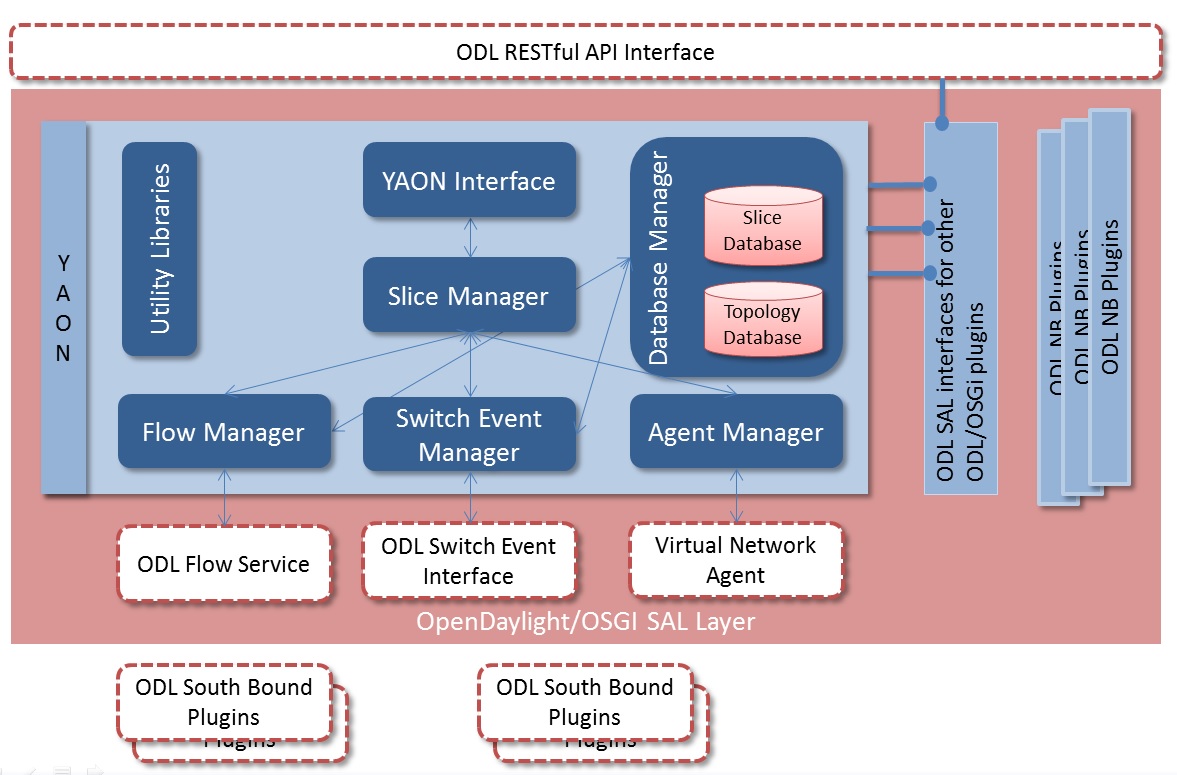 ODL RESTful API Interface
YAON
Utility Libraries
YAON Interface
Slice Manager
Database Manager
Slice
Database
Topology
Database
Flow Manager
Switch Event
Manager
Agent Manager
ODL SAL interfaces for other
ODL/OSGi plugins
ODL NB Plugins
ODL NB Plugins
ODL NB Plugins
ODL Flow Service
ODL Switch Event
Interface
Virtual Network
Agent
OpenDaylight/OSGI SAL Layer
ODL South Bound
Plugins
Plugins
ODL South Bound
Plugins
Plugins